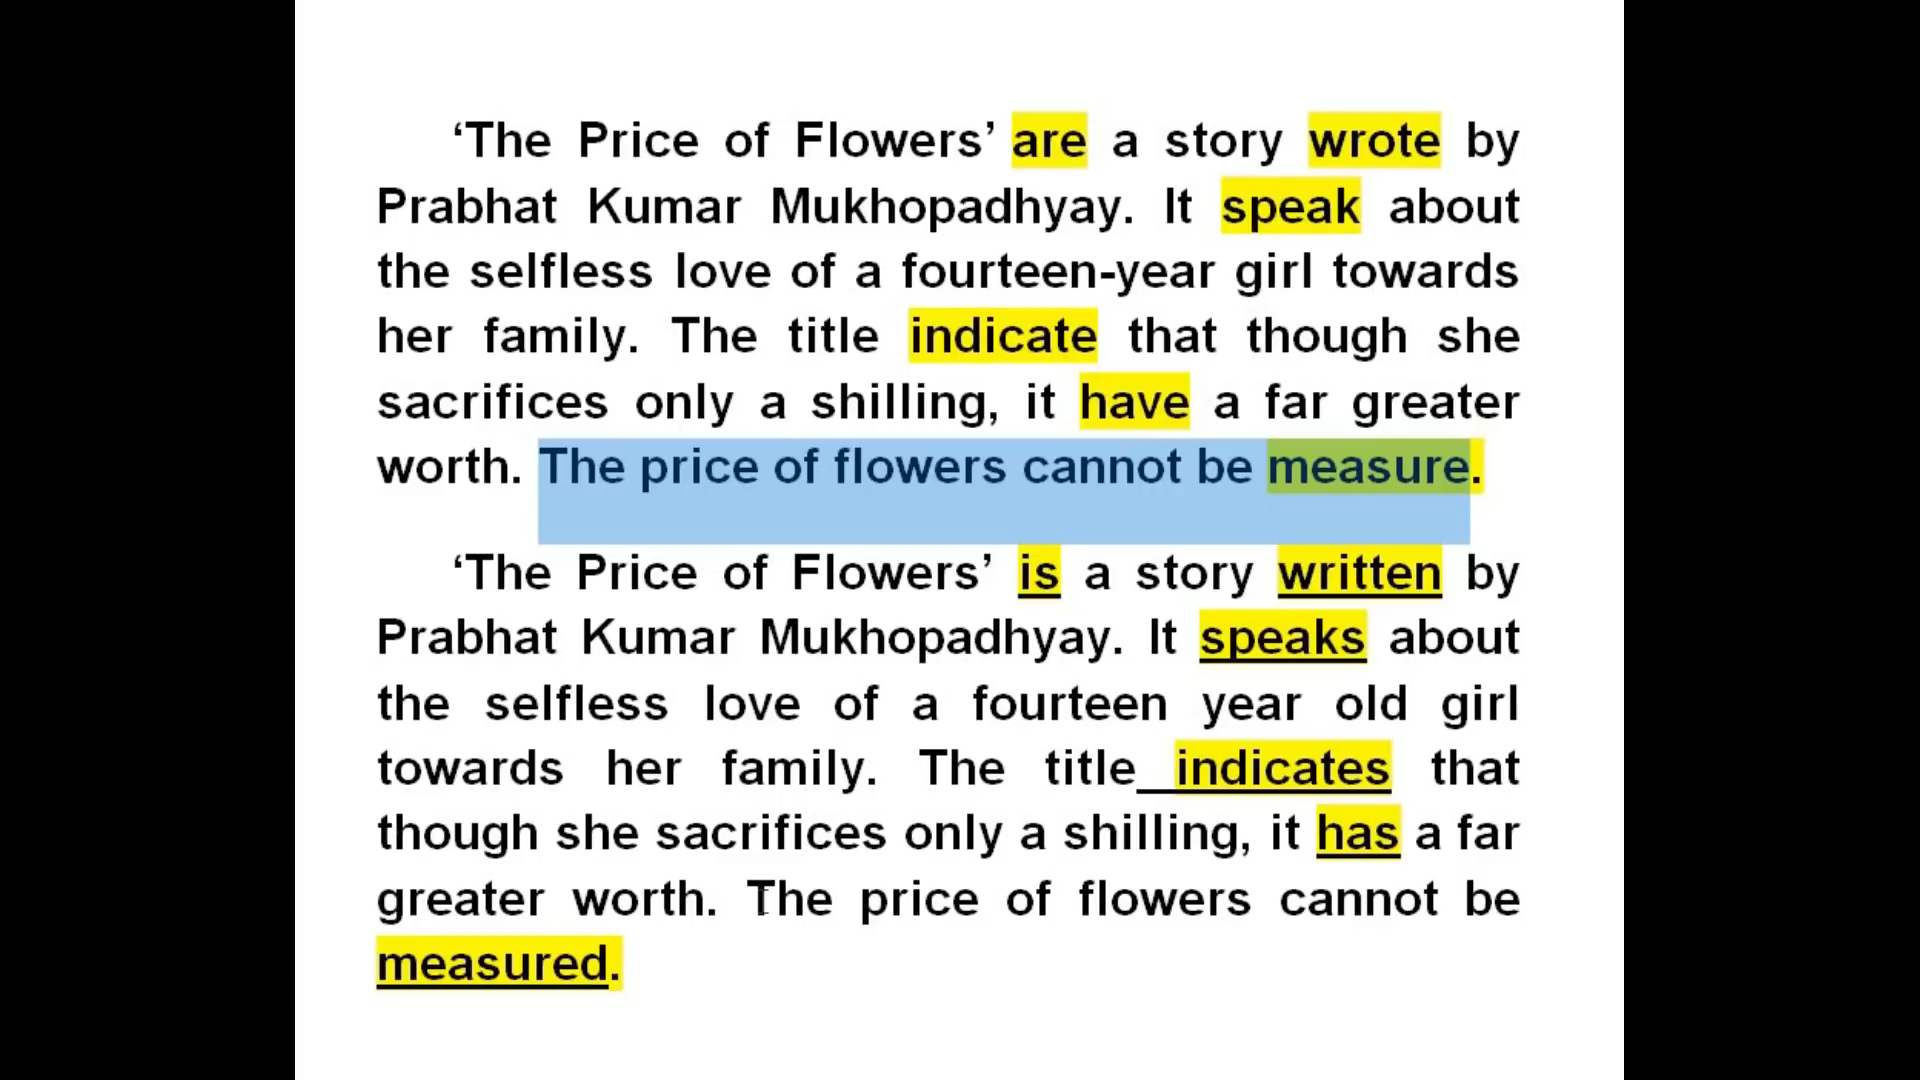 ‘The Price of Flowers’ are a story wrote by
Prabhat Kumar Mukhopadhyay. It speak about
the selfless love of a fourteen-year girl towards
her family. The title indicate that though she
sacrifices only a shilling, it have a far greater
worth. The price of flowers cannot be measure.
‘The Price of Flowers’ is a story written by
Prabhat Kumar Mukhopadhyay. It speaks about
the selfless love of a fourteen year old girl
towards her family. The title indicates that
though she sacrifices only a shilling, it has a far
greater worth. The price of flowers cannot be
measured.